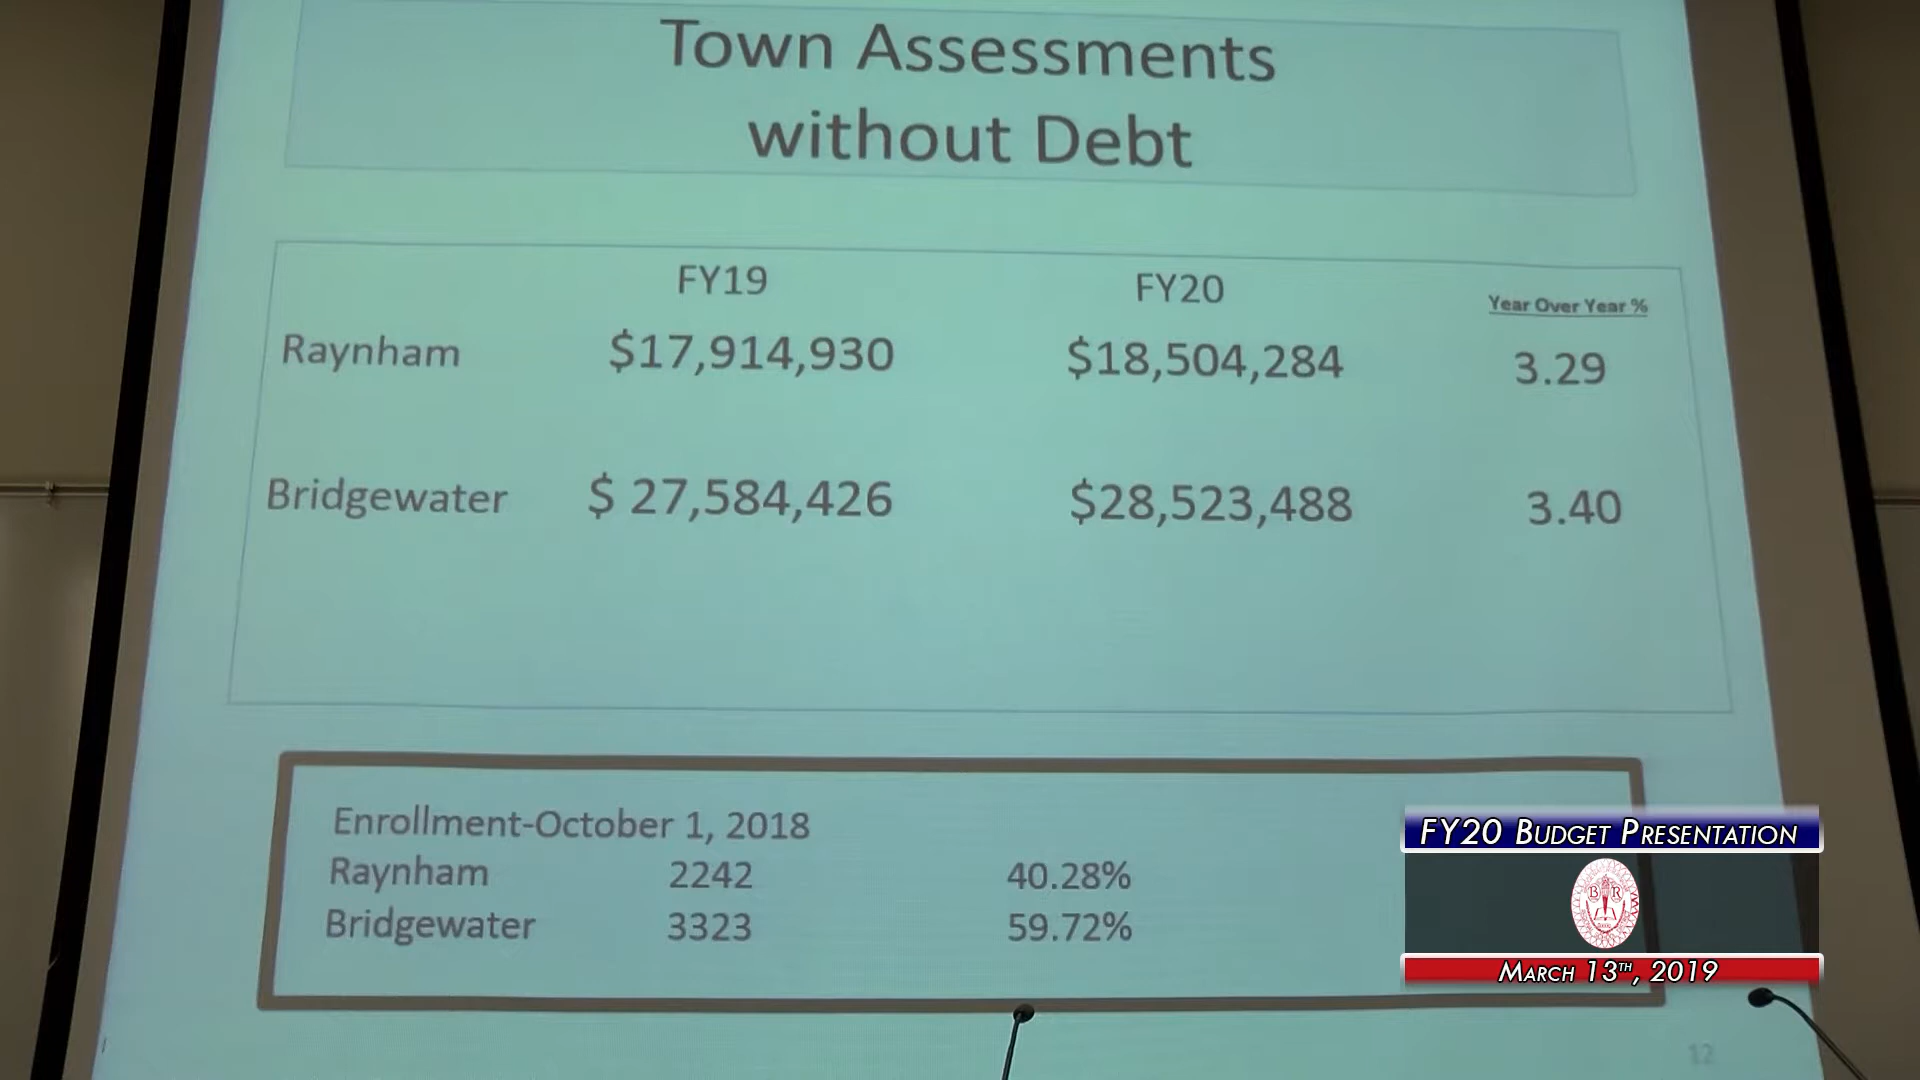 Town Assessments
without Debt
FY19 FY20 Year Over Year %
Raynham $17,914,930 $18,504,284 3.29
Bridgewater $ 27,584,426 $28,523,488 3.40
Enrollment-October 1, 2018
Raynham 2242 40.28%
Bridgewater 3323 59.72%
FY20 BUDGET PRESENTATION
B R
MARCH 13TH, 2019
12